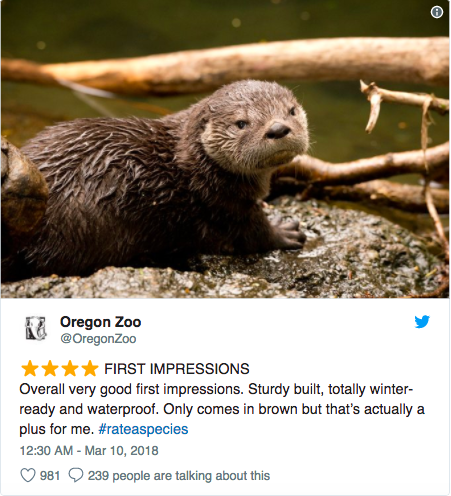 Oregon Zoo
@OregonZoo
⭐⭐⭐⭐ FIRST IMPRESSIONS
Overall very good first impressions. Sturdy built, totally winter-
ready and waterproof. Only comes in brown but that's actually a
plus for me. #rateaspecies
12:30 AM - Mar 10, 2018
981 239 people are talking about this